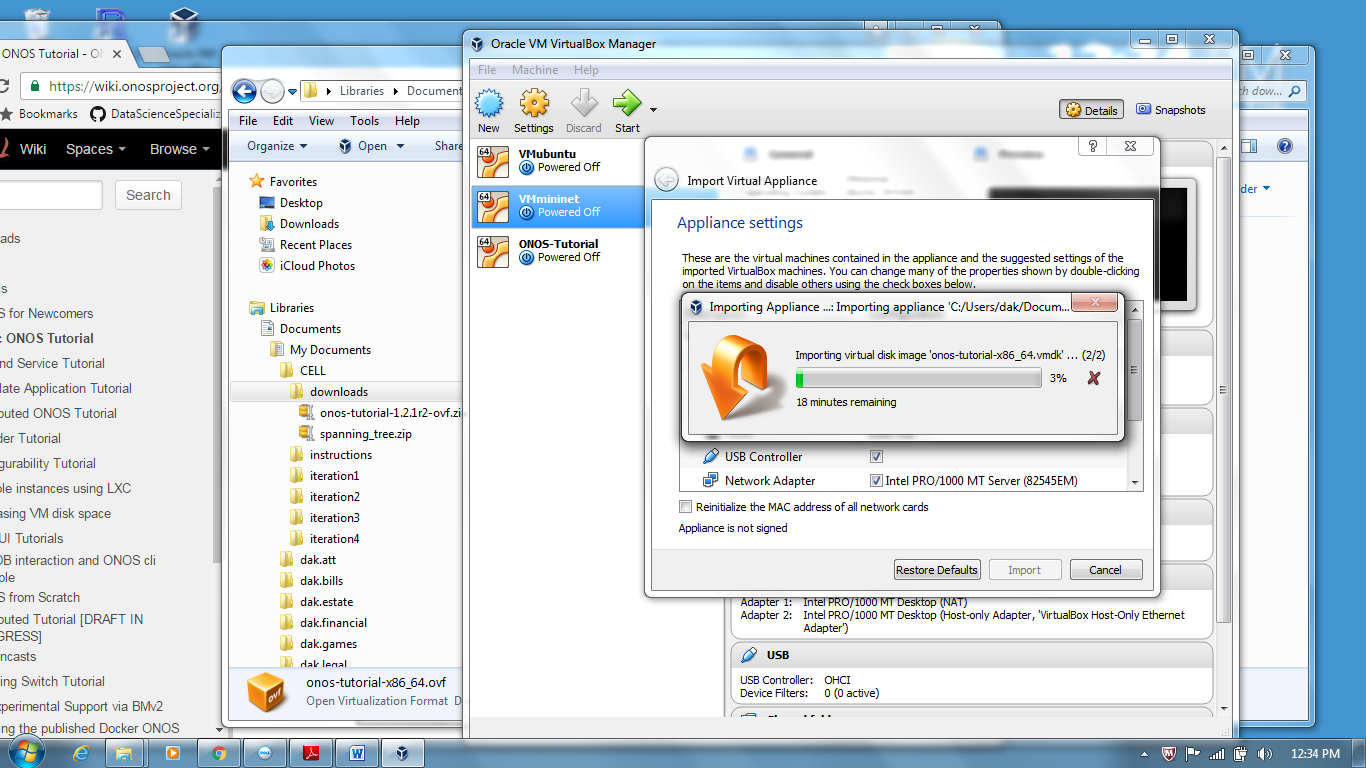 ONOS Tutorial - O
https://wiki.onosproject.org/
Bookmarks
DataScienceSpecializ
Wiki
Spaces
Browse
Search
ads
s
S for Newcomers
c ONOS Tutorial
nd Service Tutorial
late Application Tutorial
outed ONOS Tutorial
der Tutorial
gurability Tutorial
ple instances using LXC
asing VM disk space
UI Tutorials
DB interaction and ONOS cli
ple
S from Scratch
outed Tutorial [DRAFT IN
GRESS]
ncasts
ing Switch Tutorial
xperimental Support via BMv2
ng the published Docker ONOS
Libraries
Document
File Edit View Tools Help
Organize
Open
Share
Favorites
Desktop
Downloads
Recent Places
iCloud Photos
Libraries
Documents
My Documents
CELL
downloads
onos-tutorial-1.2.1r2-ovf.zi
spanning_tree.zip
instructions
iteration1
iteration2
iteration3
iteration4
dak.att
dak.bills
dak.estate
dak.financial
dak.games
dak.legal
onos-tutorial-x86_64.ovf
Open Virtualization Format D
OVF
Oracle VM VirtualBox Manager
File Machine Help
New
Settings
Discard
Start
Details
Snapshots
64
VMubuntu
Powered Off
64
VMmininet
Powered Off
64
ONOS-Tutorial
Powered Off
?
Import Virtual Appliance
Appliance settings
These are the virtual machines contained in the appliance and the suggested settings of the
imported VirtualBox machines. You can change many of the properties shown by double-clicking
on the items and disable others using the check boxes below.
Importing Appliance ...: Importing appliance 'C:/Users/dak/Docum...
Importing virtual disk image 'onos-tutorial-x86_64.vmdk' ... (2/2)
3%
18 minutes remaining
USB Controller
Network Adapter
Intel PRO/1000 MT Server (82545EM)
Reinitialize the MAC address of all network cards
Appliance is not signed
Restore Defaults
Import
Cancel
Adapter 1: Intel PRO/1000 MT Desktop (NAT)
Adapter 2: Intel PRO/1000 MT Desktop (Host-only Adapter, 'VirtualBox Host-Only Ethernet
Adapter')
USB
USB Controller: OHCI
Device Filters: 0 (0 active)
ch dow...
der
12:34 PM